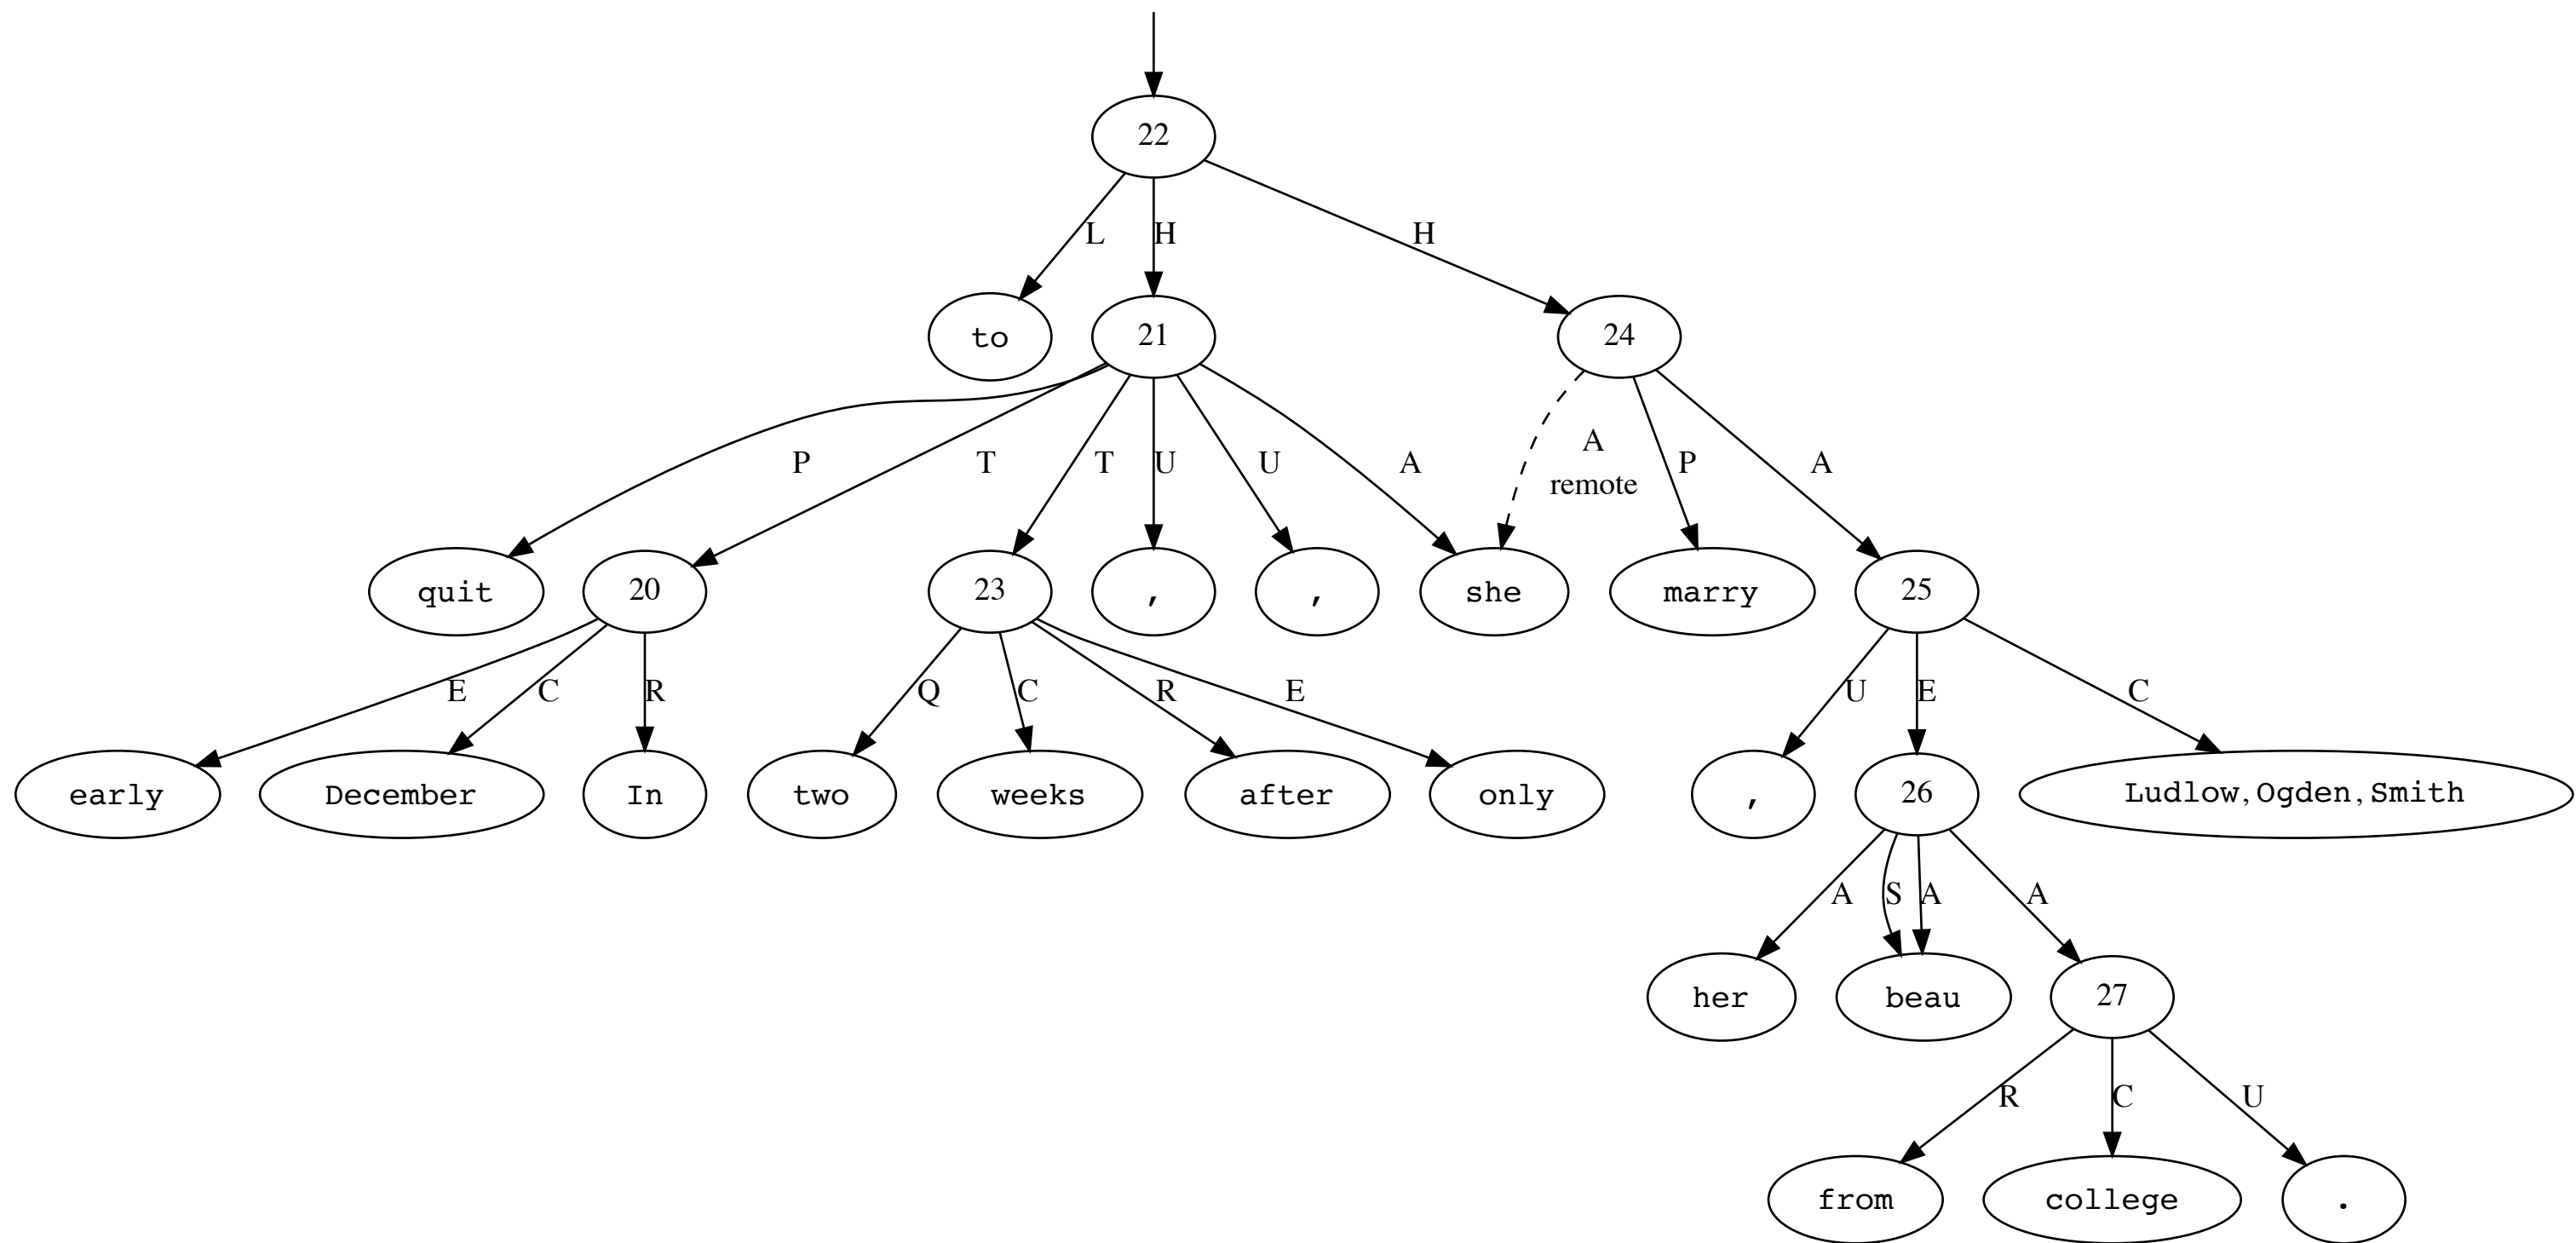 22
L H H
to 21 24
A
remote
P T T U U A P A
quit 20 23 , , she marry 25
E C R Q C R E U E C
early December In two weeks after only , 26 Ludlow,Ogden,Smith
A S A A
her beau 27
R C U
from college .